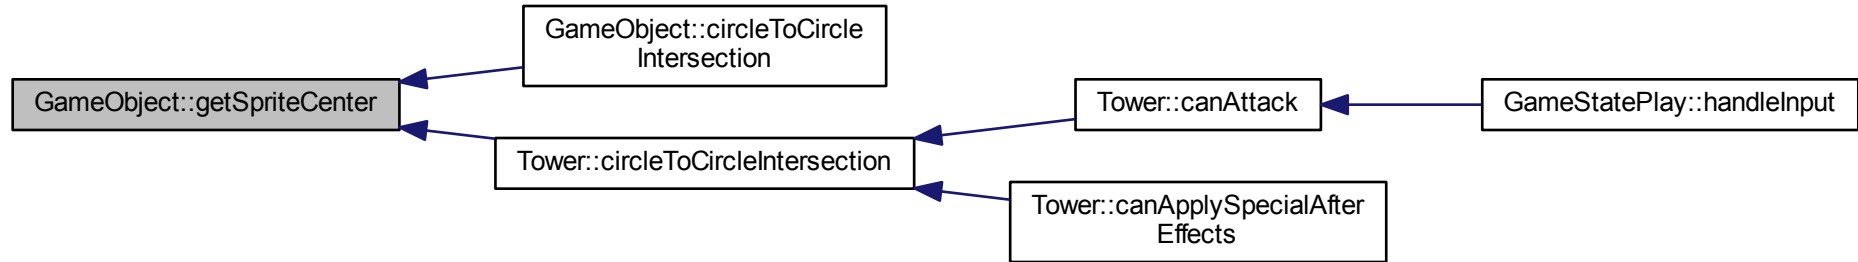 GameObject::getSpriteCenter
GameObject::circleToCircle
Intersection
Tower::circleToCircleIntersection
Tower::canAttack
GameStatePlay::handleInput
Tower::canApplySpecialAfter
Effects